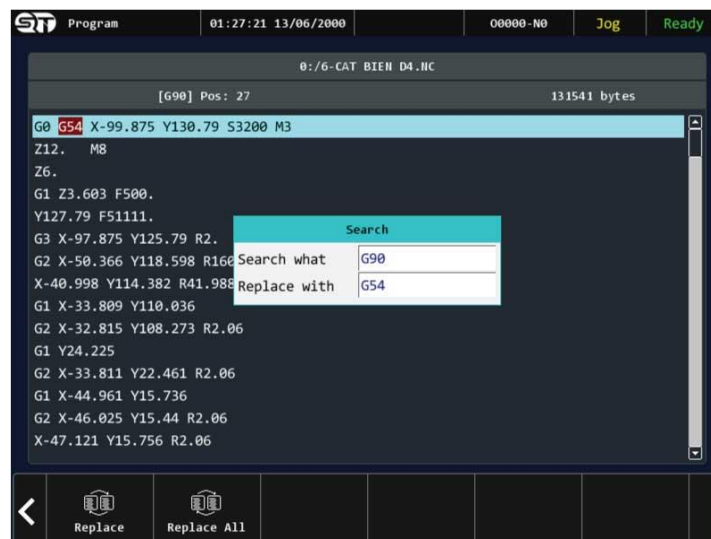 ST Program 01:27:21 13/06/2000 O0000-N0 Jog Ready
0:/6-CAT BIEN D4.NC
[G90] Pos: 27 131541 bytes
G0 G54 X-99.875 Y130.79 S3200 M3
Z12. M8
Z6.
G1 Z3.603 F500.
Y127.79 F51111.
G3 X-97.875 Y125.79 R2.
G2 X-50.366 Y118.598 R160
X-40.998 Y114.382 R41.988
G1 X-33.809 Y110.036
G2 X-32.815 Y108.273 R2.06
G1 Y24.225
G2 X-33.811 Y22.461 R2.06
G1 X-44.961 Y15.736
G2 X-46.025 Y15.44 R2.06
X-47.121 Y15.756 R2.06
Search
Search what G90
Replace with G54
Replace Replace All